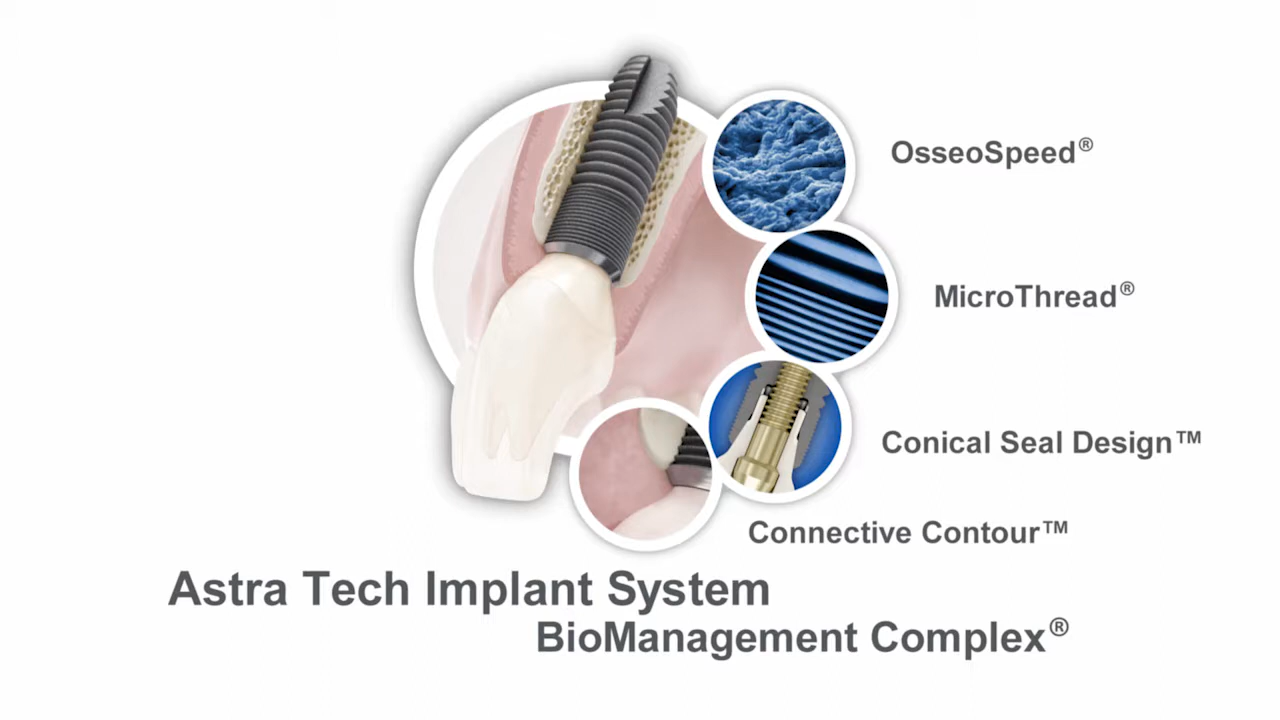 OsseoSpeed®
MicroThread®
Conical Seal Design™
Connective Contour™
Astra Tech Implant System
BioManagement Complex®